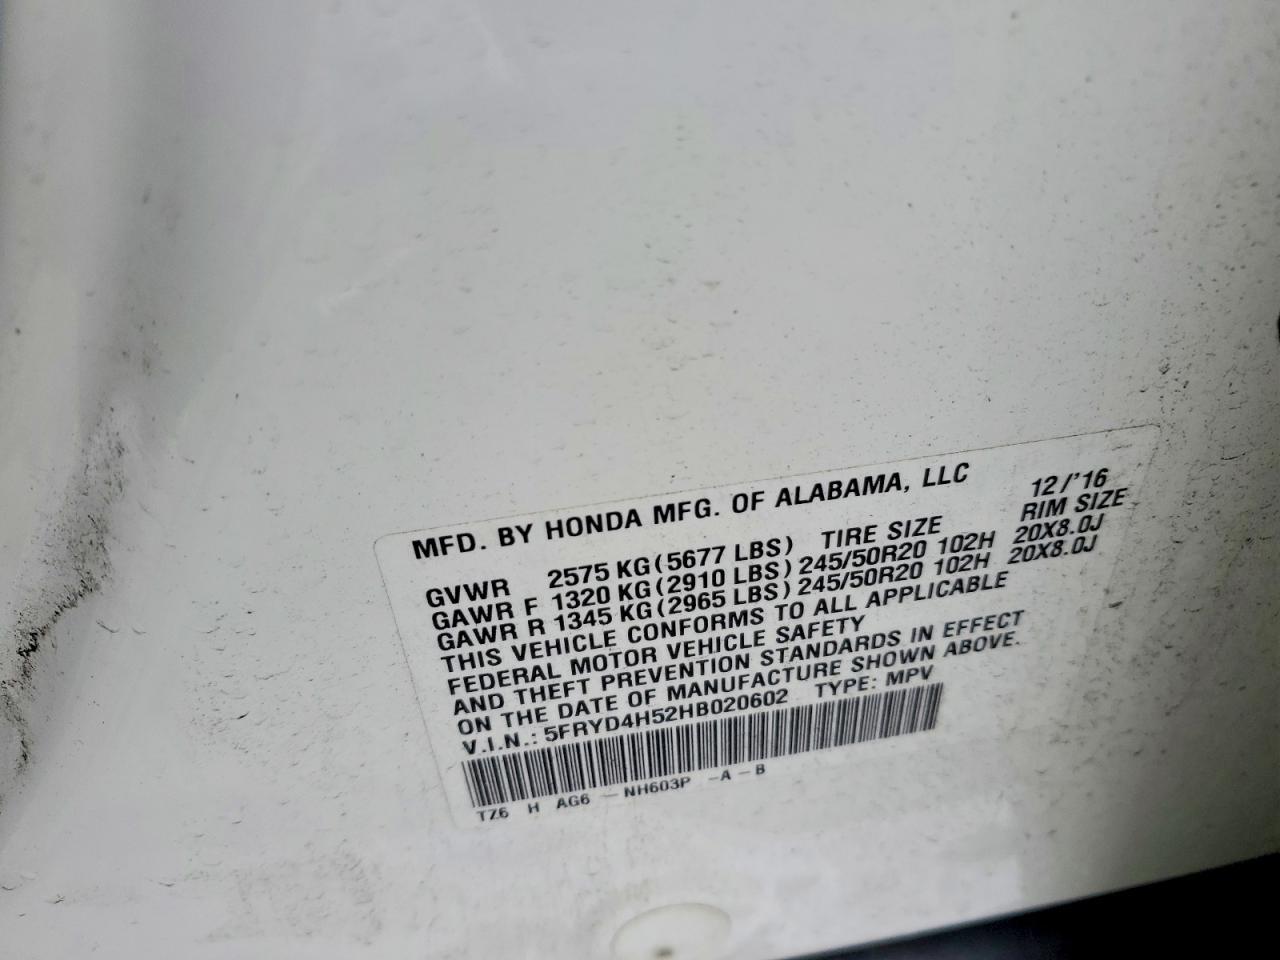 MFD. BY HONDA MFG. OF ALABAMA, LLC 12/'16
GVWR 2575 KG(5677 LBS) TIRE SIZE RIM SIZE
GAWR F 1320 KG(2910 LBS) 245/50R20 102H 20X8.0J
GAWR R 1345 KG(2965 LBS) 245/50R20 102H 20X8.0J
THIS VEHICLE CONFORMS TO ALL APPLICABLE
FEDERAL MOTOR VEHICLE SAFETY
AND THEFT PREVENTION STANDARDS IN EFFECT
ON THE DATE OF MANUFACTURE SHOWN ABOVE.
V.I.N.: 5FRYD4H52HB020602 TYPE: MPV
TZ6 H AG6 - NH603P -A-B